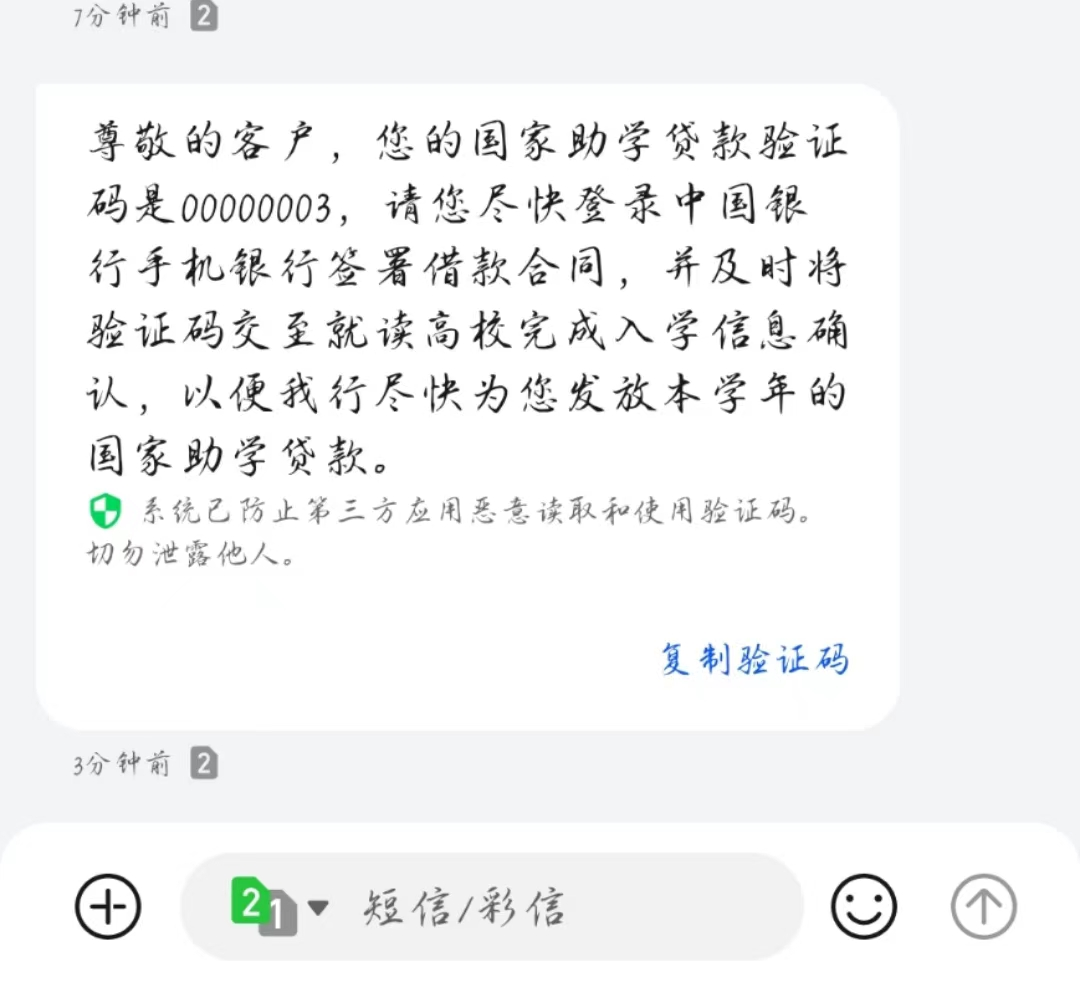 7分钟前 2
尊敬的客户，您的国家助学贷款验证
码是00000003，请您尽快登录中国银
行手机银行签署借款合同，并及时将
验证码交至就读高校完成入学信息确
认，以便我行尽快为您发放本学年的
国家助学贷款。
系统已防止第三方应用恶意读取和使用验证码。
切勿泄露他人。
复制验证码
3分钟前 2
2 1 短信/彩信